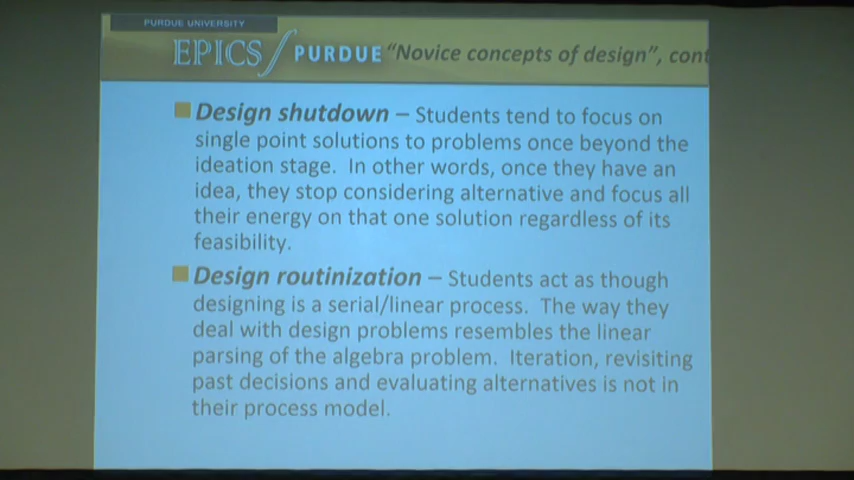 PURDUE UNIVERSITY
EPICS PURDUE "Novice concepts of design", cont
Design shutdown – Students tend to focus on
single point solutions to problems once beyond the
ideation stage. In other words, once they have an
idea, they stop considering alternative and focus all
their energy on that one solution regardless of its
feasibility.
Design routinization – Students act as though
designing is a serial/linear process. The way they
deal with design problems resembles the linear
parsing of the algebra problem. Iteration, revisiting
past decisions and evaluating alternatives is not in
their process model.